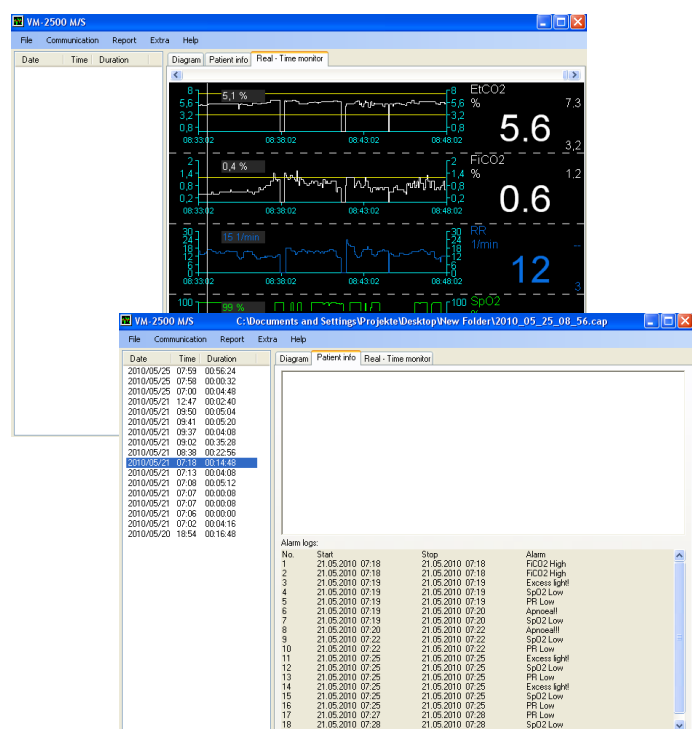 VM-2500 M/S
File Communication Report Extra Help
Date Time Duration
Diagram Patient info Real - Time monitor
8 5,1 % 8 EtCO2
5,6 5,6 % 7.3
3,2 3,2 5.6
0,8 0,8 3.2
08:33:02 08:38:02 08:43:02 08:48:02
2 0,4 % 2 FiCO2
1,4 1,4 % 1.2
0,8 0,8 0.6
0,2 0,2
08:33:02 08:38:02 08:43:02 08:48:02
30 15 1/min 30 RR
24 24 1/min --
18 18
12 12 12
6 6
0 0 3
08:33:02 08:38:02 08:43:02 08:48:02
100 99 % 100 SpO2
VM-2500 M/S C:\Documents and Settings\Projekte\Desktop\New Folder\2010_05_25_08_56.cap
File Communication Report Extra Help
Date Time Duration
Diagram Patient info Real - Time monitor
2010/05/25 07:59 00:56:24
2010/05/25 07:58 00:00:32
2010/05/25 07:00 00:04:48
2010/05/21 12:47 00:02:40
2010/05/21 09:50 00:05:04
2010/05/21 09:41 00:05:20
2010/05/21 09:37 00:04:08
2010/05/21 09:02 00:35:28
2010/05/21 08:38 00:22:56
2010/05/21 07:18 00:14:48
2010/05/21 07:13 00:04:08
2010/05/21 07:08 00:05:12
2010/05/21 07:07 00:00:08
2010/05/21 07:07 00:00:08
2010/05/21 07:06 00:00:00
2010/05/21 07:02 00:04:16
2010/05/20 18:54 00:16:48
Alarm logs:
No. Start Stop Alarm
1 21.05.2010 07:18 21.05.2010 07:18 FiCO2 High
2 21.05.2010 07:18 21.05.2010 07:18 FiCO2 High
3 21.05.2010 07:19 21.05.2010 07:19 Excess light!
4 21.05.2010 07:19 21.05.2010 07:19 SpO2 Low
5 21.05.2010 07:19 21.05.2010 07:19 PR Low
6 21.05.2010 07:19 21.05.2010 07:20 Apnoea!!!
7 21.05.2010 07:19 21.05.2010 07:20 SpO2 Low
8 21.05.2010 07:20 21.05.2010 07:22 Apnoea!!!
9 21.05.2010 07:22 21.05.2010 07:22 SpO2 Low
10 21.05.2010 07:22 21.05.2010 07:22 PR Low
11 21.05.2010 07:25 21.05.2010 07:25 Excess light!
12 21.05.2010 07:25 21.05.2010 07:25 SpO2 Low
13 21.05.2010 07:25 21.05.2010 07:25 PR Low
14 21.05.2010 07:25 21.05.2010 07:25 Excess light!
15 21.05.2010 07:25 21.05.2010 07:25 SpO2 Low
16 21.05.2010 07:25 21.05.2010 07:25 PR Low
17 21.05.2010 07:27 21.05.2010 07:28 PR Low
18 21.05.2010 07:28 21.05.2010 07:28 SpO2 Low